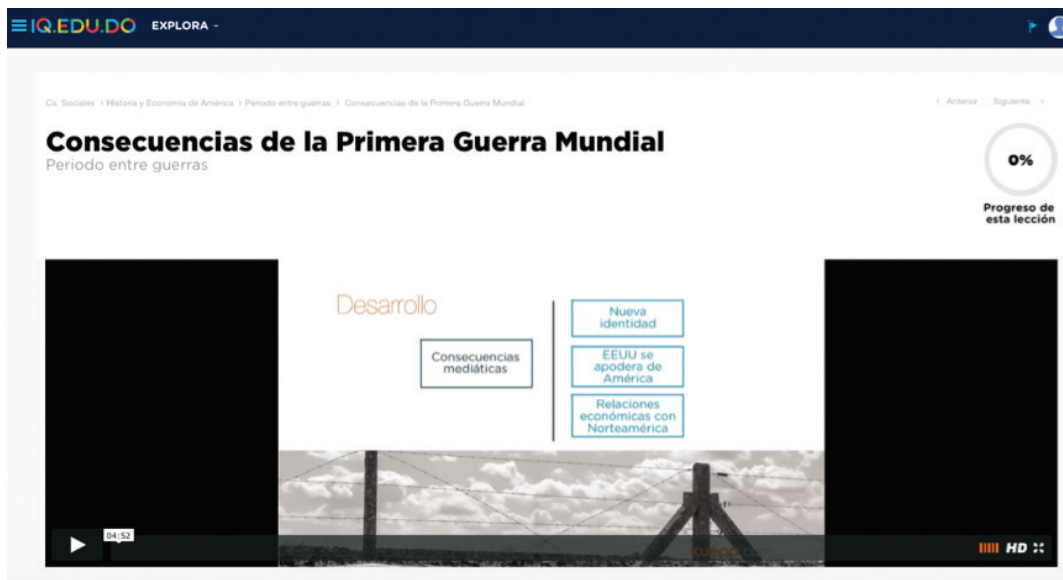 IQ.EDU.DO EXPLORA -
Cs. Sociales > Historia y Economía de América > Periodo entre guerras > Consecuencias de la Primera Guerra Mundial
< Anterior Siguiente >
Consecuencias de la Primera Guerra Mundial
Periodo entre guerras
0%
Progreso de
esta lección
Desarrollo
Consecuencias
mediáticas
Nueva
identidad
EEUU se
apodera de
América
Relaciones
económicas con
Norteamérica
04:52
HD